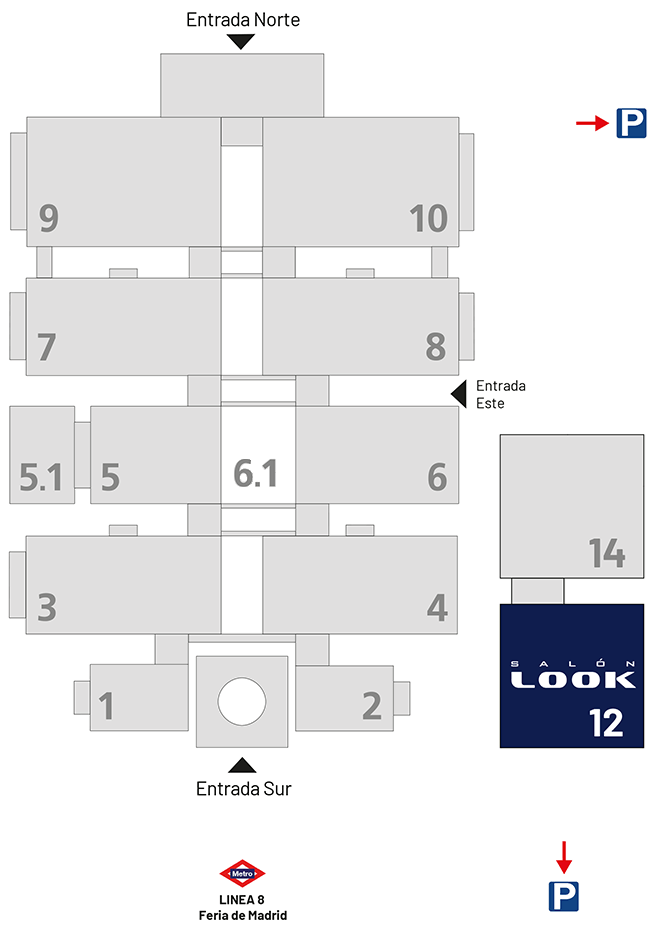 Entrada Norte
P
9
10
7
8
Entrada
Este
5.1
5
6.1
6
14
3
4
SALÓN
LOOK
12
1
2
Entrada Sur
Metro
LINEA 8
Feria de Madrid
P